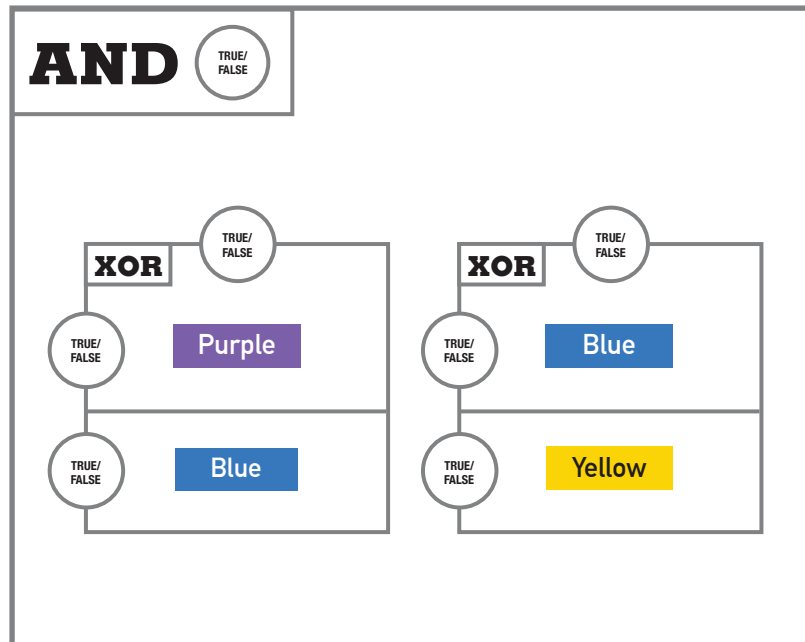 AND
TRUE/
FALSE
TRUE/
FALSE
XOR
TRUE/
FALSE
Purple
TRUE/
FALSE
Blue
TRUE/
FALSE
XOR
TRUE/
FALSE
Blue
TRUE/
FALSE
Yellow